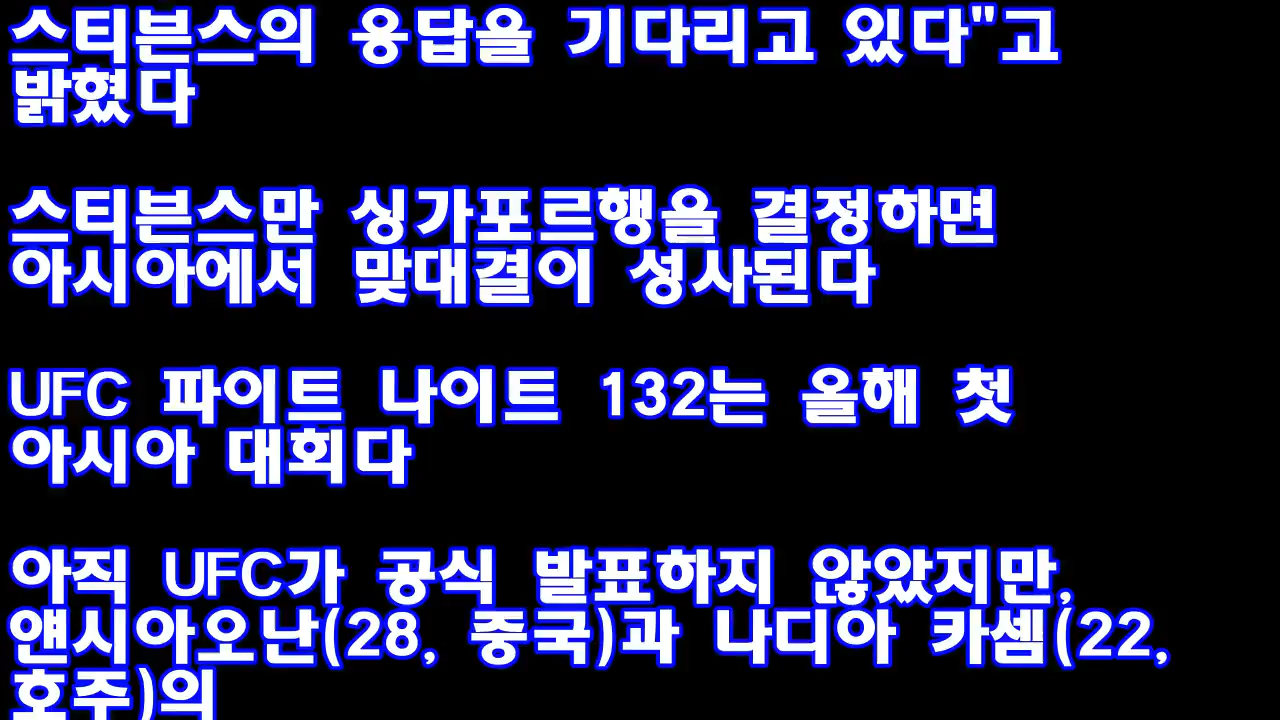 스티븐스의 응답을 기다리고 있다"고
밝혔다
스티븐스만 싱가포르행을 결정하면
아시아에서 맞대결이 성사된다
UFC 파이트 나이트 132는 올해 첫
아시아 대회다
아직 UFC가 공식 발표하지 않았지만,
얜시아오난(28, 중국)과 나디아 카셈(22,
호주)의